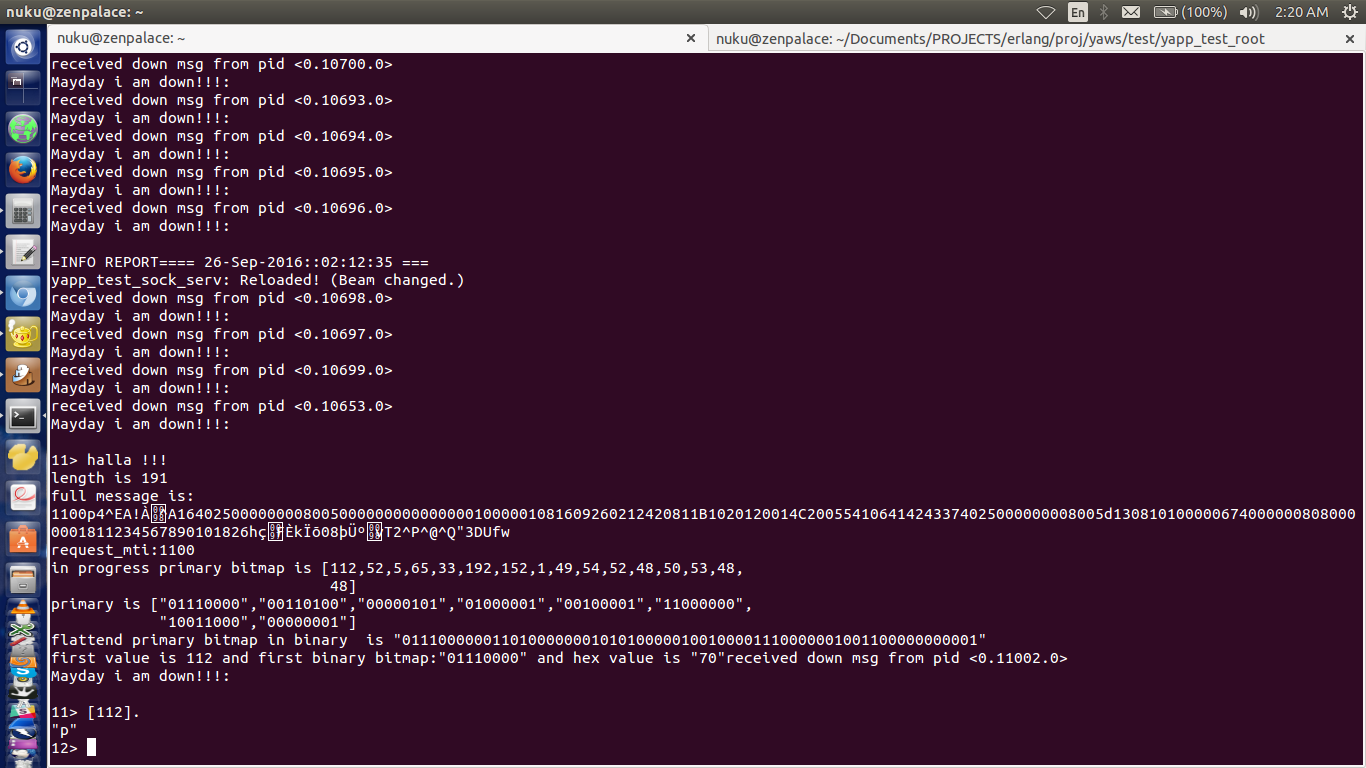 nuku@zenpalace: ~
En
(100%)
2:20 AM
nuku@zenpalace: ~ ×
nuku@zenpalace: ~/Documents/PROJECTS/erlang/proj/yaws/test/yapp_test_root ×
received down msg from pid <0.10700.0>
Mayday i am down!!!:
received down msg from pid <0.10693.0>
Mayday i am down!!!:
received down msg from pid <0.10694.0>
Mayday i am down!!!:
received down msg from pid <0.10695.0>
Mayday i am down!!!:
received down msg from pid <0.10696.0>
Mayday i am down!!!:
=INFO REPORT==== 26-Sep-2016::02:12:35 ===
yapp_test_sock_serv: Reloaded! (Beam changed.)
received down msg from pid <0.10698.0>
Mayday i am down!!!:
received down msg from pid <0.10697.0>
Mayday i am down!!!:
received down msg from pid <0.10699.0>
Mayday i am down!!!:
received down msg from pid <0.10653.0>
Mayday i am down!!!:
11> halla !!!
length is 191
full message is:
1100p4^EA!À A16402500000000800500000000000000001000001081609260212420811B1020120014C2005541064142433740250000000080 05d1308101000000674000000808000
000181123456789010 1826hç ÈkÏõ08þÜº T2^P^@^Q"3DUfw
request_mti:1100
in progress primary bitmap is [112,52,5,65,33,192,152,1,49,54,52,48,50,53,48,
48]
primary is ["01110000","00110100","00000101","01000001","00100001","11000000",
"10011000","00000001"]
flattend primary bitmap in binary  is "0111000000110100000001010100000100100001110000001001100000000001"
first value is 112 and first binary bitmap:"01110000" and hex value is "70"received down msg from pid <0.11002.0>
Mayday i am down!!!:
11> [112].
"p"
12>